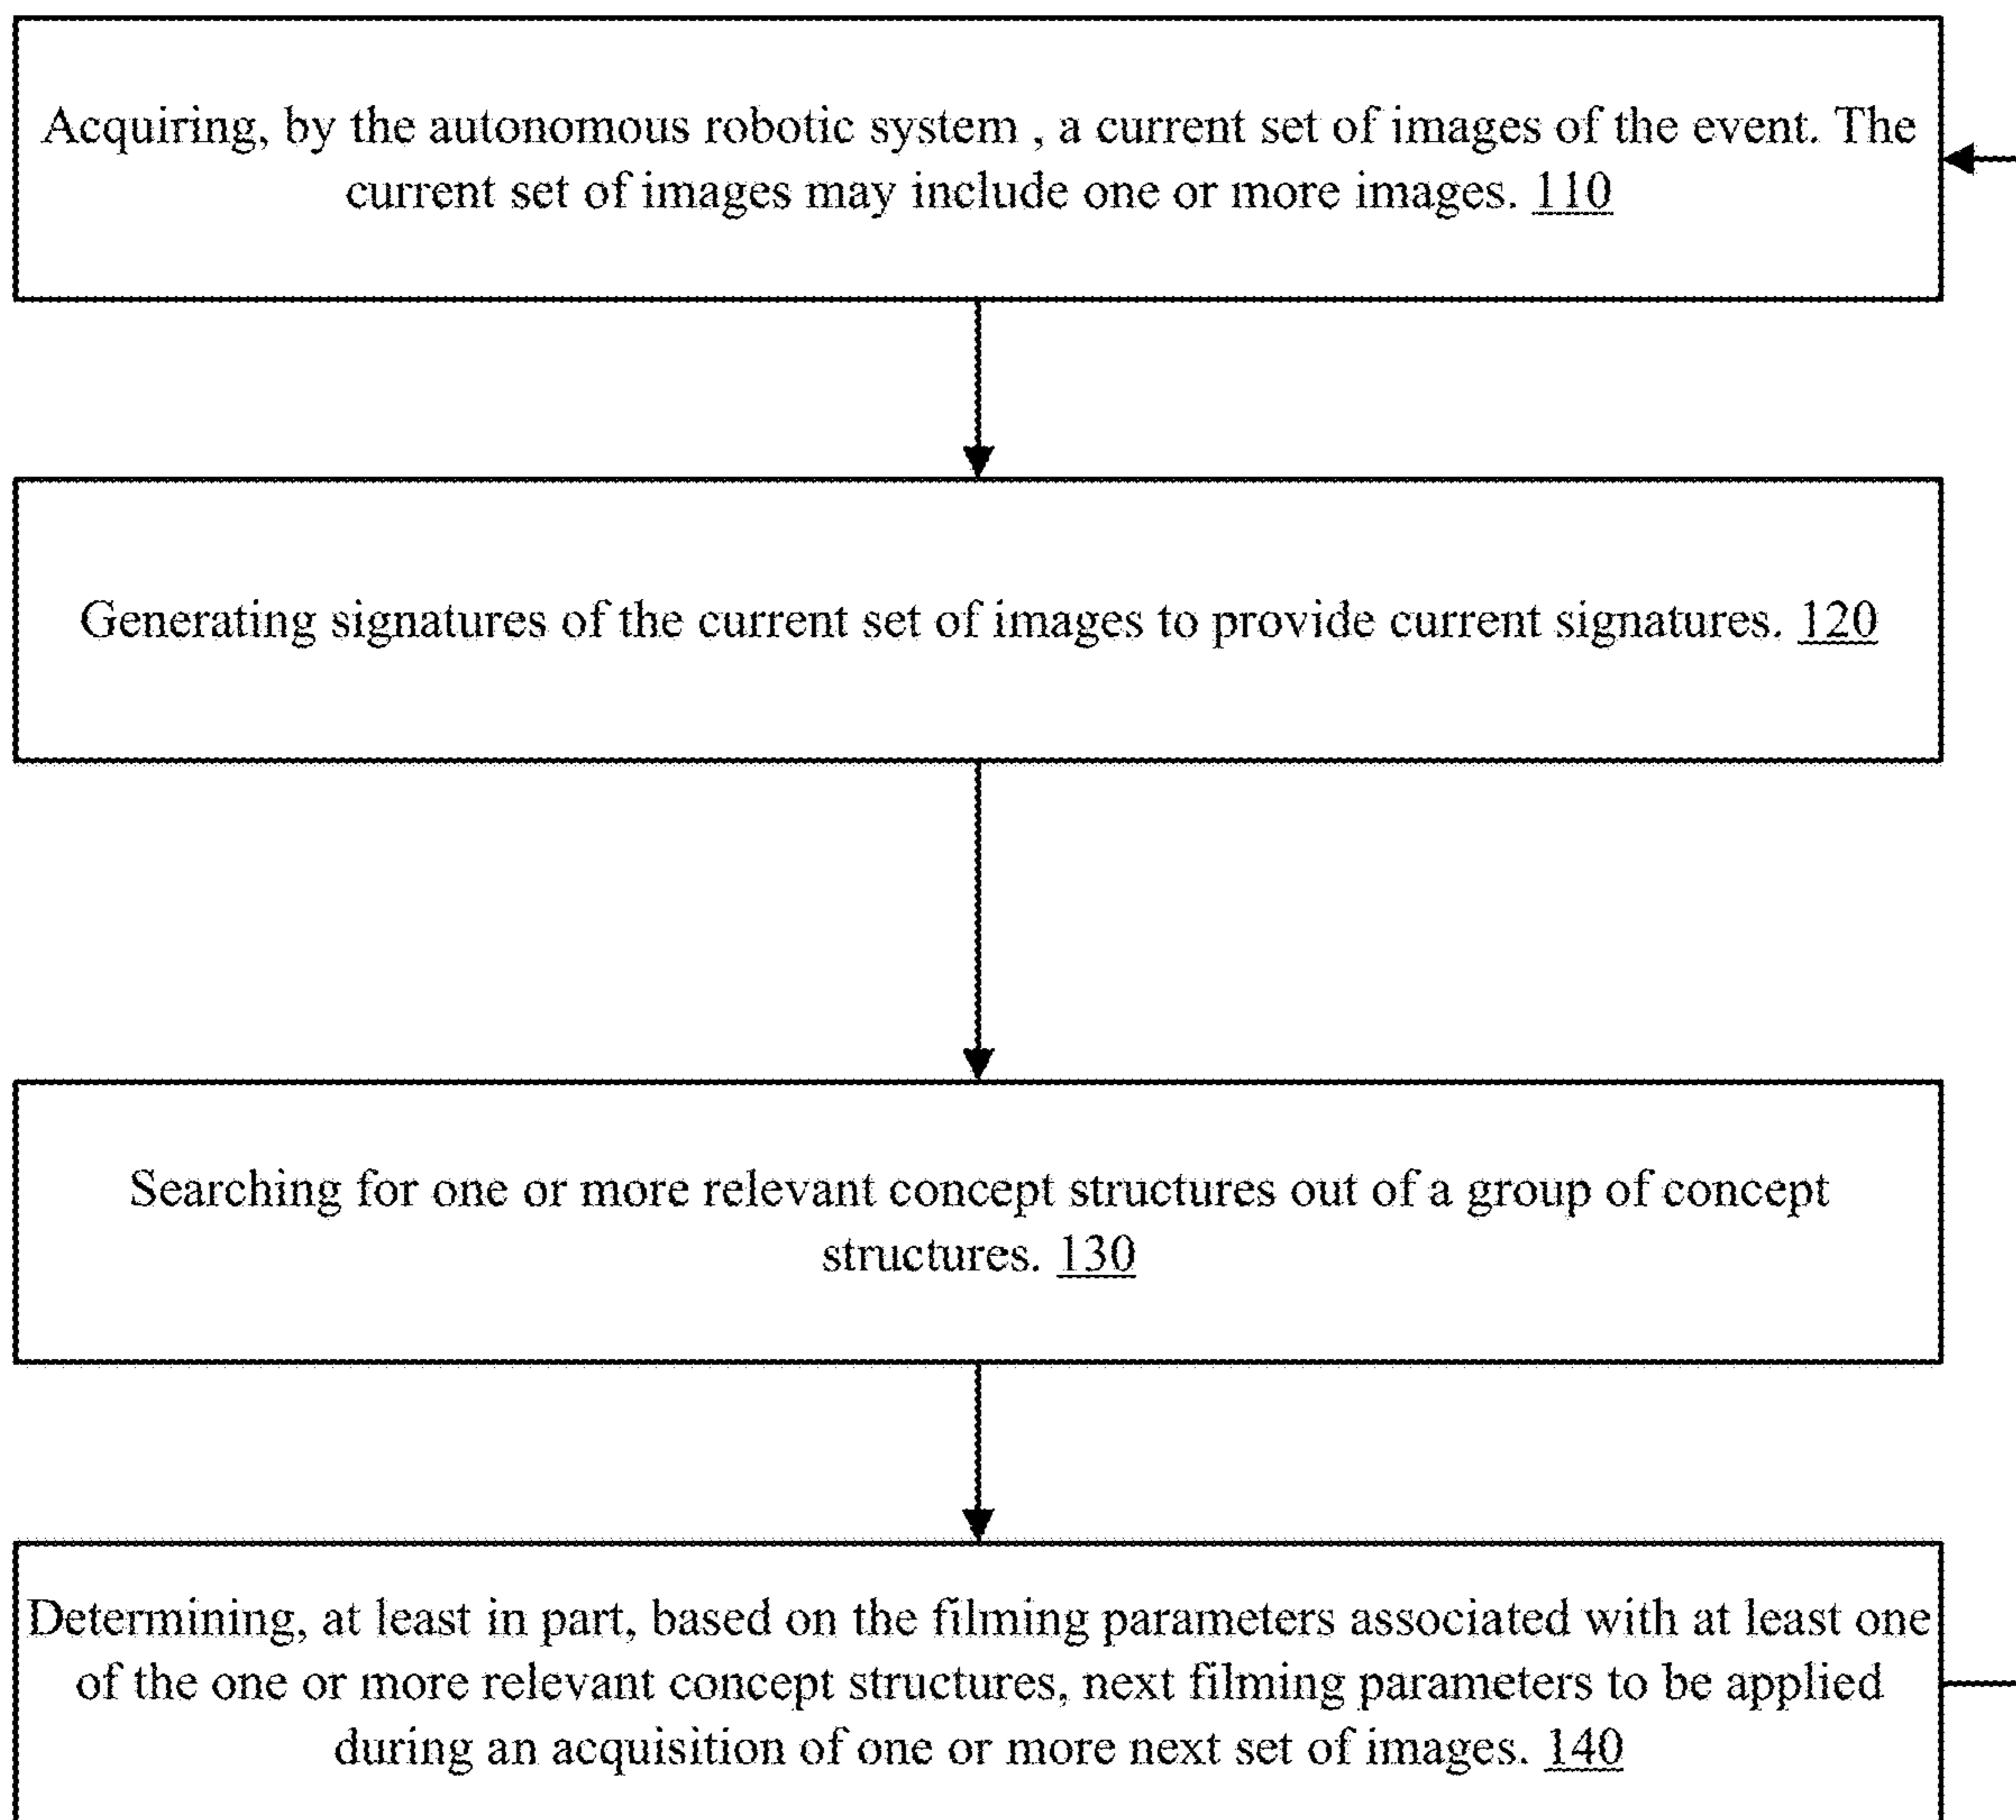 Acquiring, by the autonomous robotic system , a current set of images of the event. The
current set of images may include one or more images. 110
Generating signatures of the current set of images to provide current signatures. 120
Searching for one or more relevant concept structures out of a group of concept
structures. 130
Determining, at least in part, based on the filming parameters associated with at least one
of the one or more relevant concept structures, next filming parameters to be applied
during an acquisition of one or more next set of images. 140